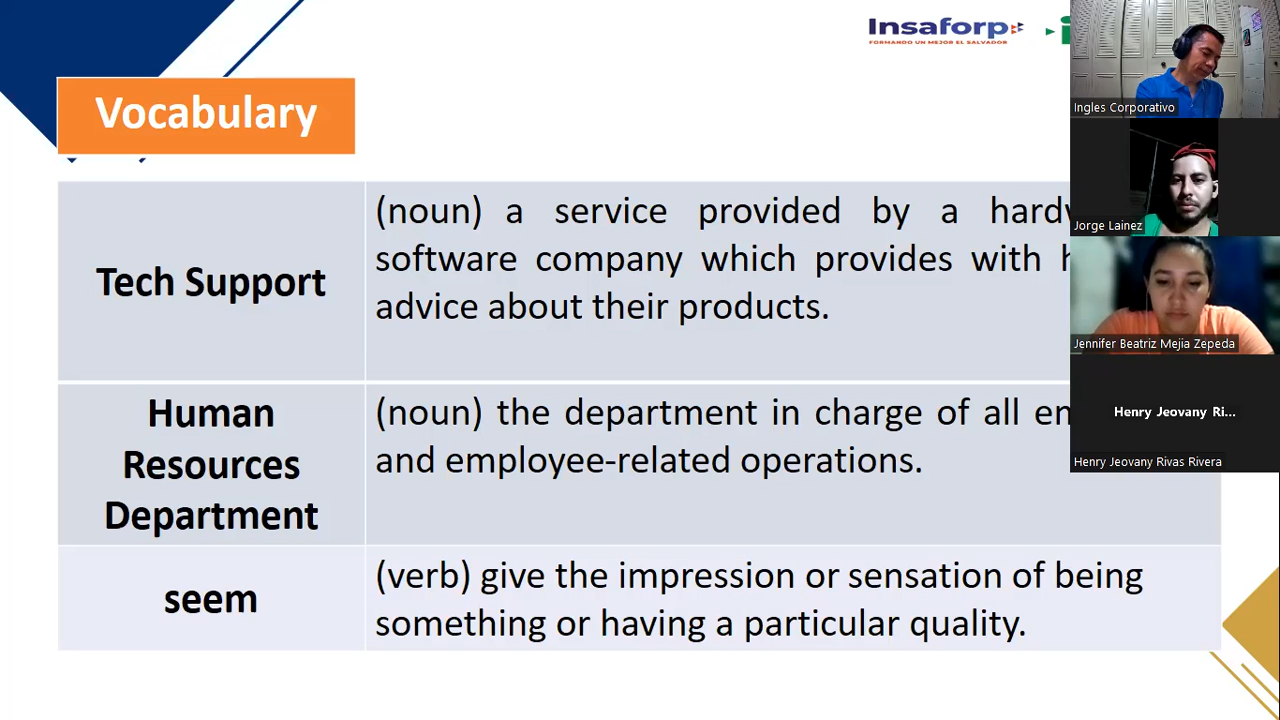 Insaforp
FORMANDO UN MEJOR EL SALVADOR
Vocabulary
Tech Support
(noun) a service provided by a
software company which provides with
advice about their products.
Human
Resources
Department
(noun) the department in charge of all
and employee-related operations.
seem
(verb) give the impression or sensation of being
something or having a particular quality.
Ingles Corporativo
Jorge Lainez
Jennifer Beatriz Mejia Zepeda
Henry Jeovany Ri...
Henry Jeovany Rivas Rivera